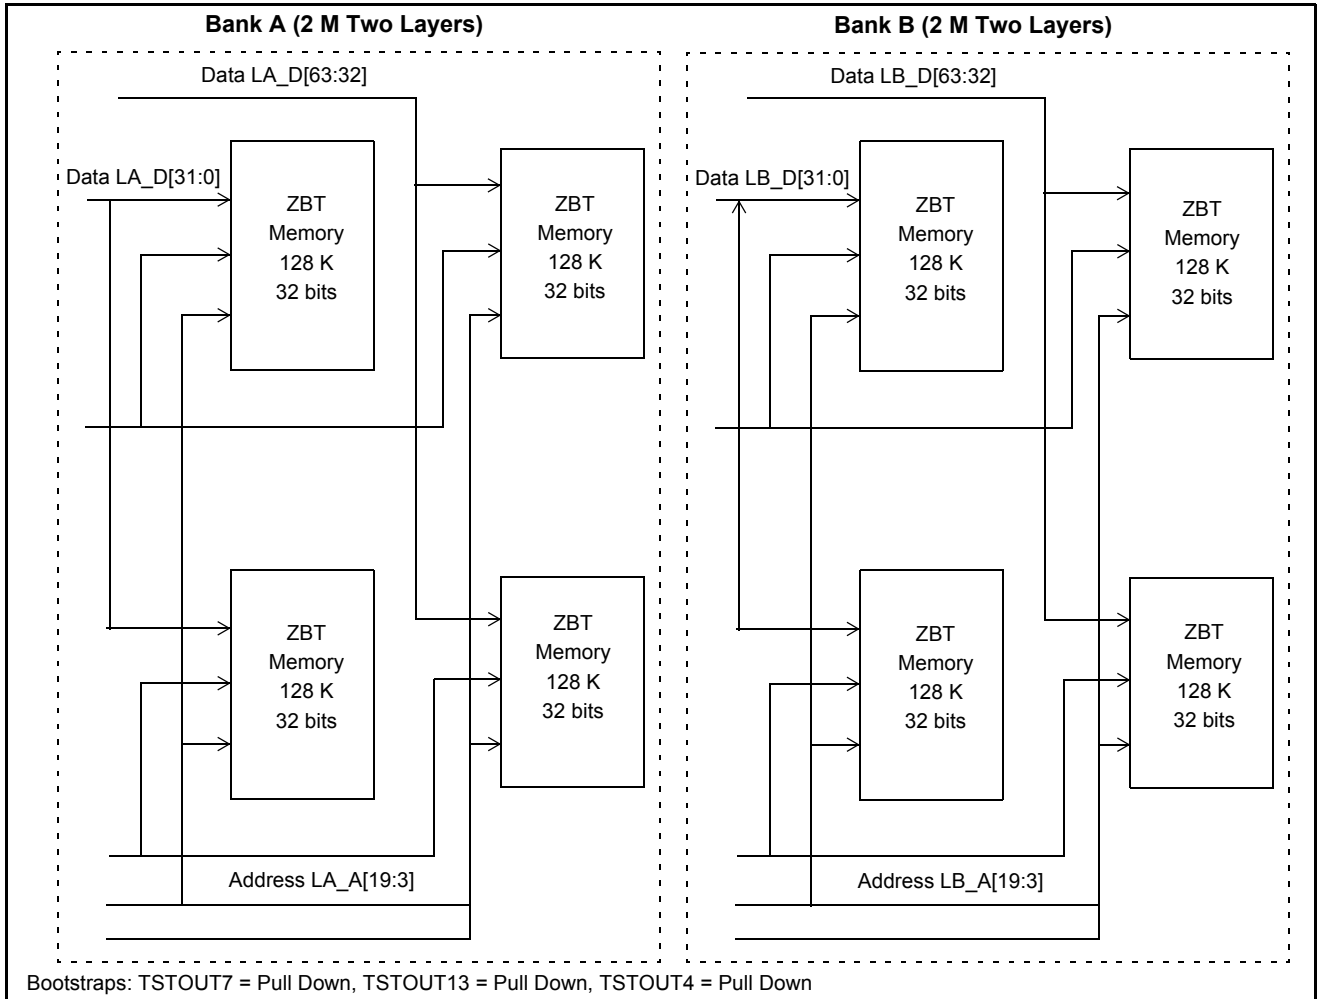 Bank A (2 M Two Layers)
Bank B (2 M Two Layers)
Data LA_D[63:32]
Data LB_D[63:32]
Data LA_D[31:0]
ZBT
Memory
128 K
32 bits
ZBT
Memory
128 K
32 bits
Data LB_D[31:0]
ZBT
Memory
128 K
32 bits
ZBT
Memory
128 K
32 bits
ZBT
Memory
128 K
32 bits
ZBT
Memory
128 K
32 bits
ZBT
Memory
128 K
32 bits
ZBT
Memory
128 K
32 bits
Address LA_A[19:3]
Address LB_A[19:3]
Bootstraps: TSTOUT7 = Pull Down, TSTOUT13 = Pull Down, TSTOUT4 = Pull Down